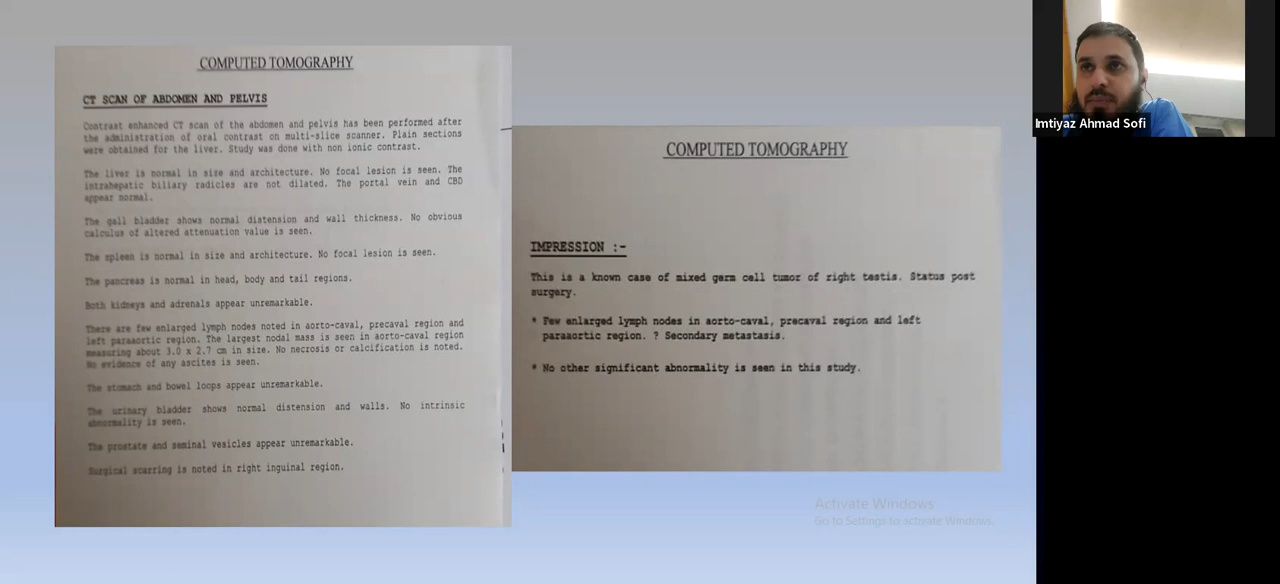 COMPUTED TOMOGRAPHY
CT SCAN OF ABDOMEN AND PELVIS
Contrast enhanced CT scan of the abdomen and pelvis has been performed after
the administration of oral contrast on multi-slice scanner. Plain sections
were obtained for the liver. Study was done with non ionic contrast.
The liver is normal in size and architecture. No focal lesion is seen. The
intrahepatic biliary radicles are not dilated. The portal vein and CBD
appear normal.
The gall bladder shows normal distension and wall thickness. No obvious
calculus of altered attenuation value is seen.
The spleen is normal in size and architecture. No focal lesion is seen.
The pancreas is normal in head, body and tail regions.
Both kidneys and adrenals appear unremarkable.
There are few enlarged lymph nodes noted in aorto-caval, precaval region and
left paraaortic region. The largest nodal mass is seen in aorto-caval region
measuring about 3.0 x 2.7 cm in size. No necrosis or calcification is noted.
No evidence of any ascites is seen.
The stomach and bowel loops appear unremarkable.
The urinary bladder shows normal distension and walls. No intrinsic
abnormality is seen.
The prostate and seminal vesicles appear unremarkable.
Surgical scarring is noted in right inguinal region.
COMPUTED TOMOGRAPHY
IMPRESSION :-
This is a known case of mixed germ cell tumor of right testis. Status post
surgery.
* Few enlarged lymph nodes in aorto-caval, precaval region and left
paraaortic region. ? Secondary metastasis.
* No other significant abnormality is seen in this study.
Imtiyaz Ahmad Sofi
Activate Windows
Go to Settings to activate Windows.